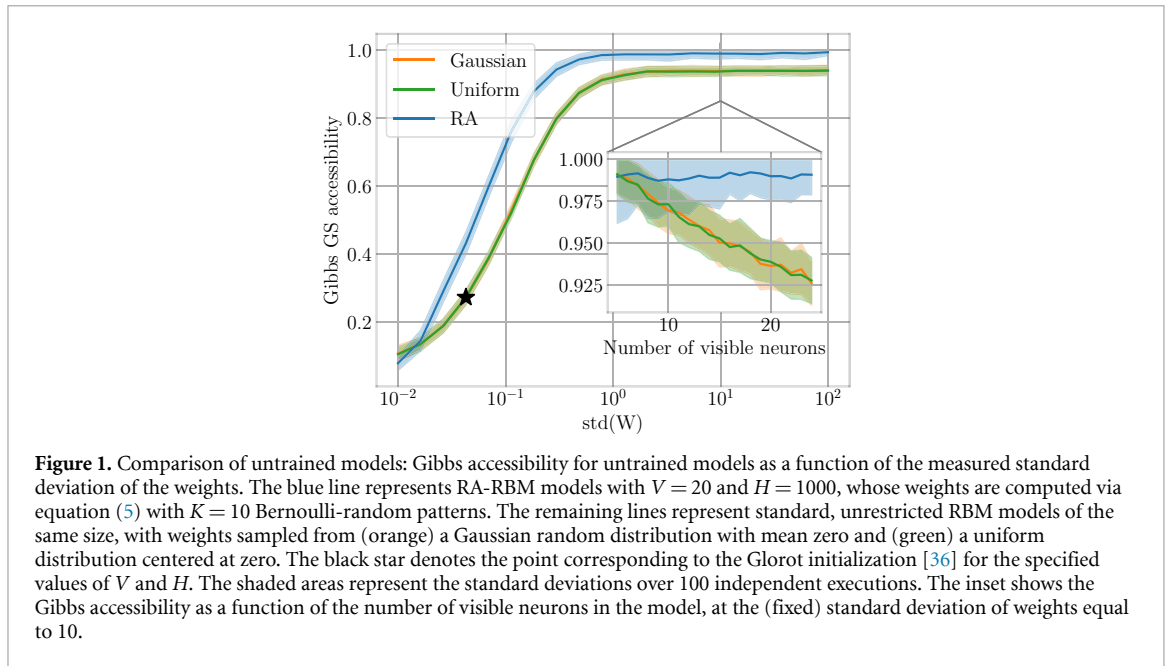 1.0
0.8
0.6
0.4
0.2
Gibbs GS accessibility
Gaussian
Uniform
RA
1.000
0.975
0.950
0.925
10
20
Number of visible neurons
10⁻²
10⁻¹
10⁰
10¹
10²
std(W)
Figure 1. Comparison of untrained models: Gibbs accessibility for untrained models as a function of the measured standard
deviation of the weights. The blue line represents RA-RBM models with V = 20 and H = 1000, whose weights are computed via
equation (5) with K = 10 Bernoulli-random patterns. The remaining lines represent standard, unrestricted RBM models of the
same size, with weights sampled from (orange) a Gaussian random distribution with mean zero and (green) a uniform
distribution centered at zero. The black star denotes the point corresponding to the Glorot initialization [36] for the specified
values of V and H. The shaded areas represent the standard deviations over 100 independent executions. The inset shows the
Gibbs accessibility as a function of the number of visible neurons in the model, at the (fixed) standard deviation of weights equal
to 10.